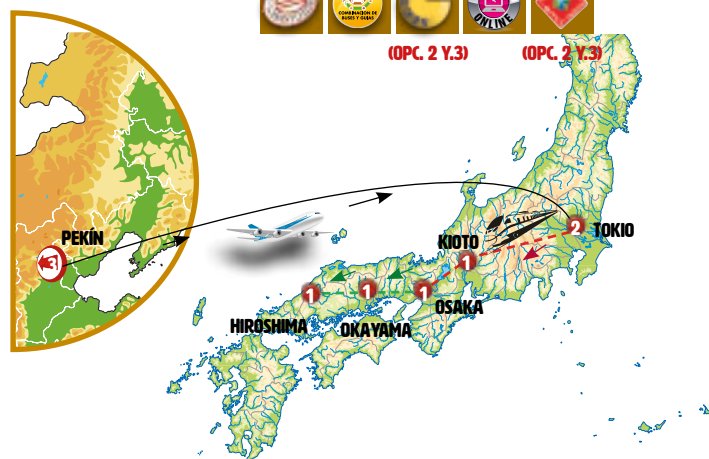 COMBINACION DE
BUSES Y GUIAS
ONLINE
(OPC. 2 Y.3)
(OPC. 2 Y.3)
PEKÍN
3
KIOTO
2
TOKIO
1
1
1
1
OSAKA
HIROSHIMA
OKAYAMA